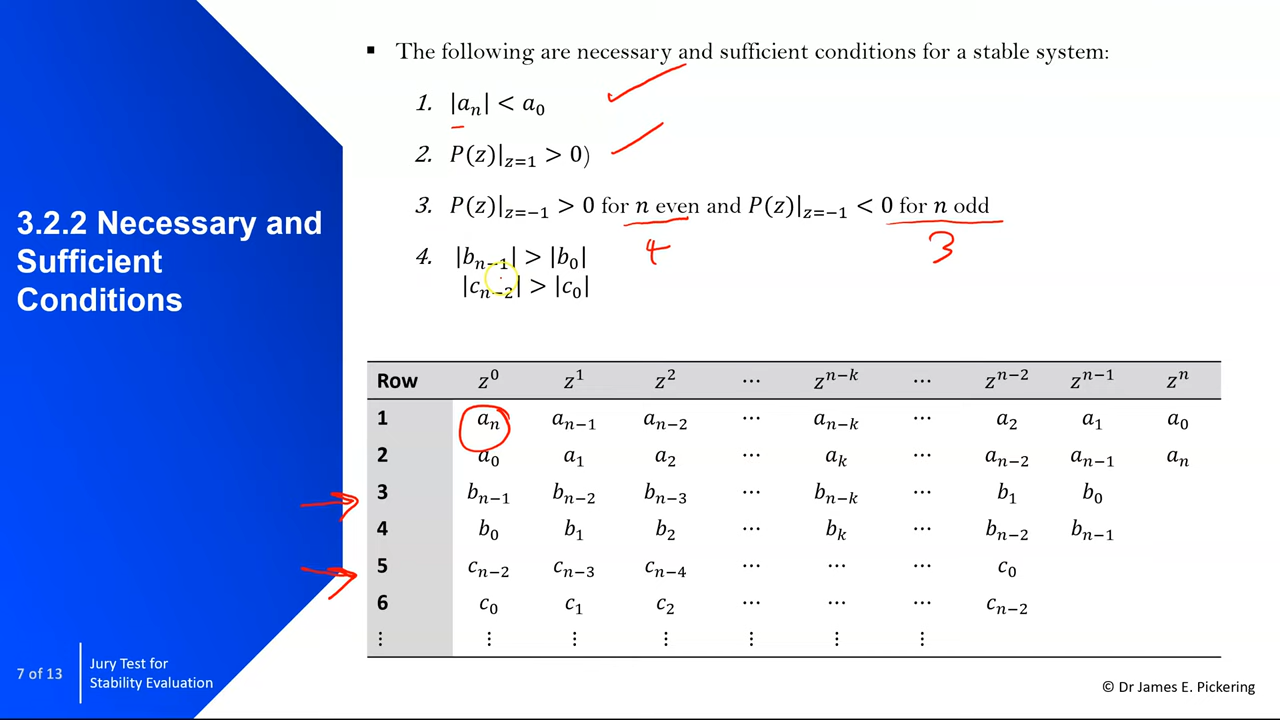 3.2.2 Necessary and
Sufficient
Conditions
7 of 13
Jury Test for
Stability Evaluation
▪ The following are necessary and sufficient conditions for a stable system:
1. |aₙ| < a₀
2. P(z)|_{z=1} > 0)
3. P(z)|_{z=−1} > 0 for n even and P(z)|_{z=−1} < 0 for n odd
4 3
4. |bₙ₋₁| > |b₀|
|cₙ₋₂| > |c₀|
Row z⁰ z¹ z² ⋯ zⁿ⁻ᵏ ⋯ zⁿ⁻² zⁿ⁻¹ zⁿ
1 aₙ aₙ₋₁ aₙ₋₂ ⋯ aₙ₋ₖ ⋯ a₂ a₁ a₀
2 a₀ a₁ a₂ ⋯ aₖ ⋯ aₙ₋₂ aₙ₋₁ aₙ
3 bₙ₋₁ bₙ₋₂ bₙ₋₃ ⋯ bₙ₋ₖ ⋯ b₁ b₀
4 b₀ b₁ b₂ ⋯ bₖ ⋯ bₙ₋₂ bₙ₋₁
5 cₙ₋₂ cₙ₋₃ cₙ₋₄ ⋯ ⋯ ⋯ c₀
6 c₀ c₁ c₂ ⋯ ⋯ ⋯ cₙ₋₂
⋮ ⋮ ⋮ ⋮ ⋮ ⋮ ⋮
© Dr James E. Pickering